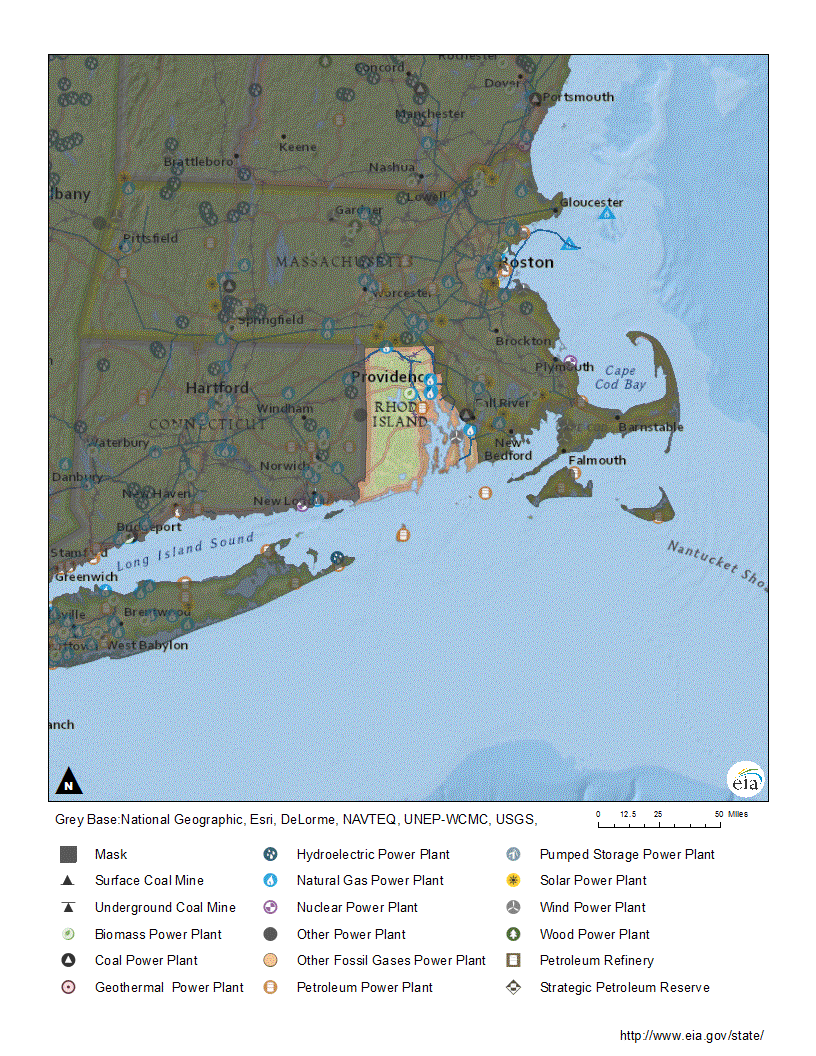 Rochester
Concord
Dover
Portsmouth
Manchester
Keene
Brattleboro
Nashua
lbany
Lowell
Gloucester
Gardner
Pittsfield
MASSACHUSETTS
Boston
Worcester
Springfield
Brockton
Plymouth
Cape
Cod Bay
Providenc
Hartford
RHOD
ISLAND
Windham
Fall River
CONNECTICUT
Barnstable
Waterbury
New
Bedford
Norwich
Falmouth
Danbury
New Haven
New Lo
Bridgeport
Long Island Sound
Stamford
Nantucket Sho
Greenwich
sville
Brentwood
West Babylon
anch
N
eia
Grey Base:National Geographic, Esri, DeLorme, NAVTEQ, UNEP-WCMC, USGS,
0 12.5 25 50 Miles
Mask Hydroelectric Power Plant Pumped Storage Power Plant
Surface Coal Mine Natural Gas Power Plant Solar Power Plant
Underground Coal Mine Nuclear Power Plant Wind Power Plant
Biomass Power Plant Other Power Plant Wood Power Plant
Coal Power Plant Other Fossil Gases Power Plant Petroleum Refinery
Geothermal Power Plant Petroleum Power Plant Strategic Petroleum Reserve
http://www.eia.gov/state/